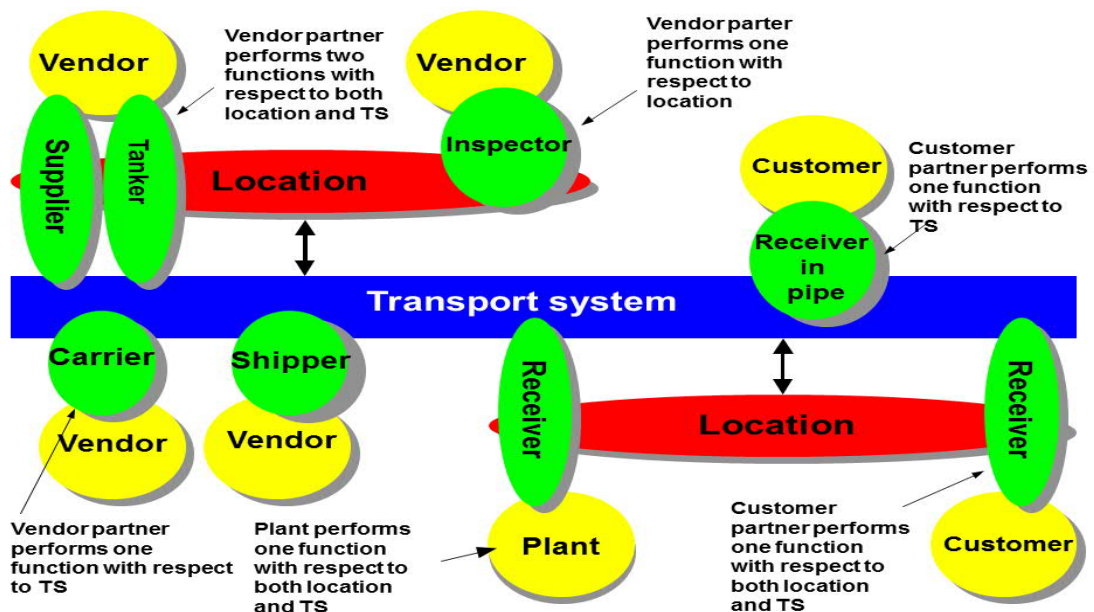 Vendor
Vendor partner
performs two
functions with
respect to both
location and TS
Vendor
Vendor parter
performs one
function with
respect to
location
Supplier
Tanker
Location
Inspector
Customer
Customer
partner performs
one function
with respect to
TS
Receiver
in
pipe
Transport system
Carrier
Vendor
Shipper
Vendor
Receiver
Location
Receiver
Plant
Customer
Vendor partner
performs one
function with respect
to TS
Plant performs
one function
with respect to
both location
and TS
Customer
partner performs
one function
with respect to
both location
and TS